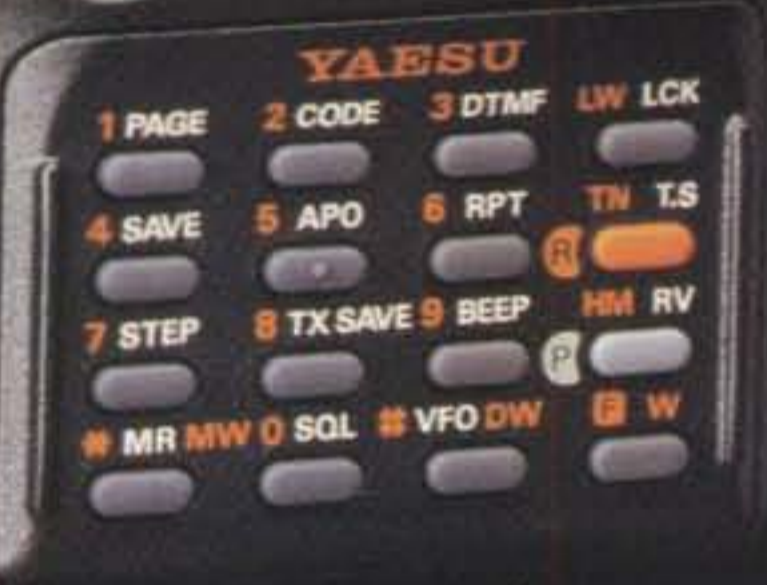 YAESU
1 PAGE 2 CODE 3 DTMF LW LCK
4 SAVE 5 APO 6 RPT TN T.S
R
7 STEP 8 TX SAVE 9 BEEP HM RV
P
* MR MW 0 SQL # VFO DW F W